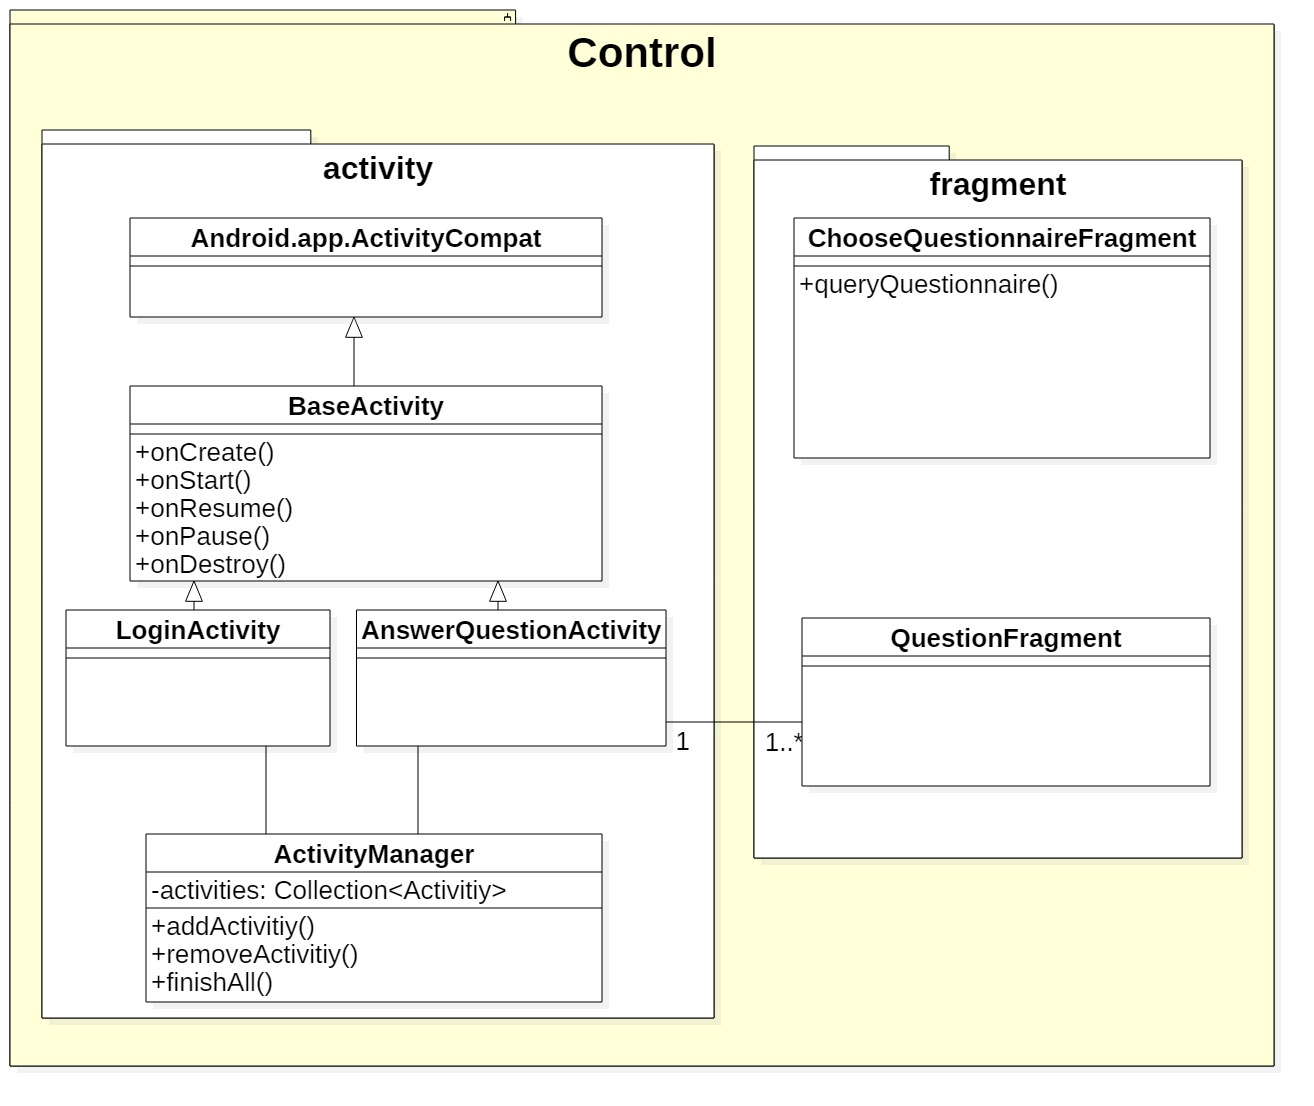 Control
activity
Android.app.ActivityCompat
BaseActivity
+onCreate()
+onStart()
+onResume()
+onPause()
+onDestroy()
LoginActivity
AnswerQuestionActivity
1
ActivityManager
-activities: Collection<Activitiy>
+addActivitiy()
+removeActivitiy()
+finishAll()
fragment
ChooseQuestionnaireFragment
+queryQuestionnaire()
QuestionFragment
1..*